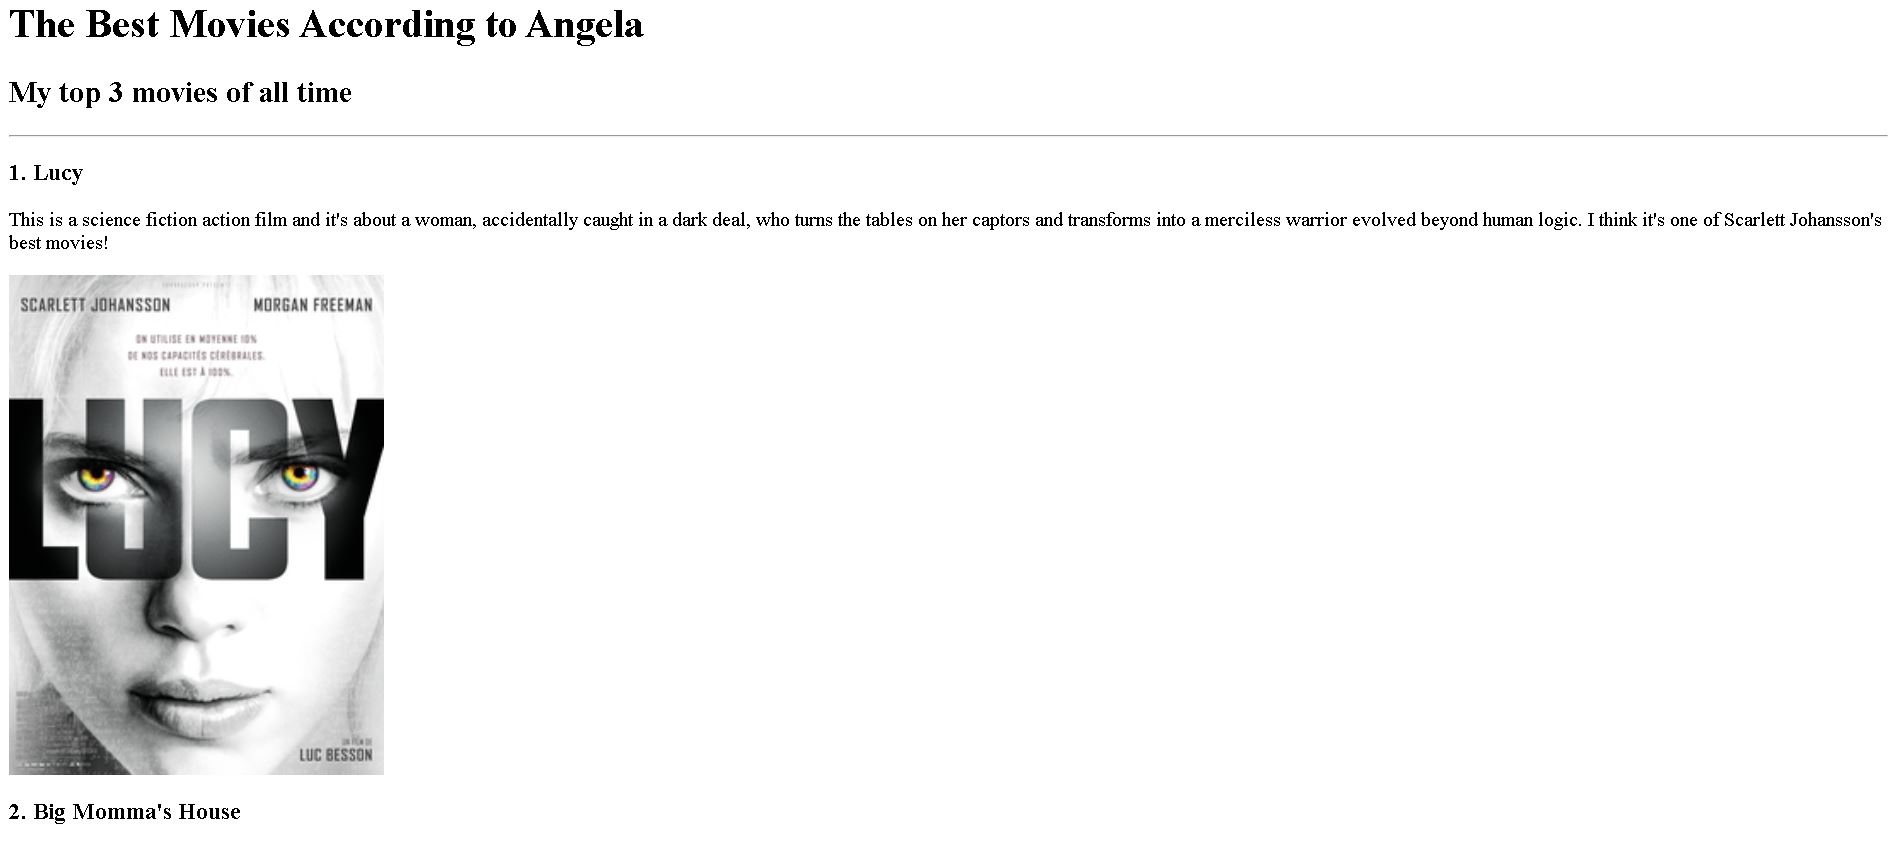 The Best Movies According to Angela
My top 3 movies of all time
1. Lucy
This is a science fiction action film and it's about a woman, accidentally caught in a dark deal, who turns the tables on her captors and transforms into a merciless warrior evolved beyond human logic. I think it's one of Scarlett Johansson's
best movies!
SCARLETT JOHANSSON MORGAN FREEMAN
ON UTILISE EN MOYENNE 10%
DE NOS CAPACITÉS CÉRÉBRALES.
ELLE EST À 100%.
LUCY
UN FILM DE
LUC BESSON
2. Big Momma's House